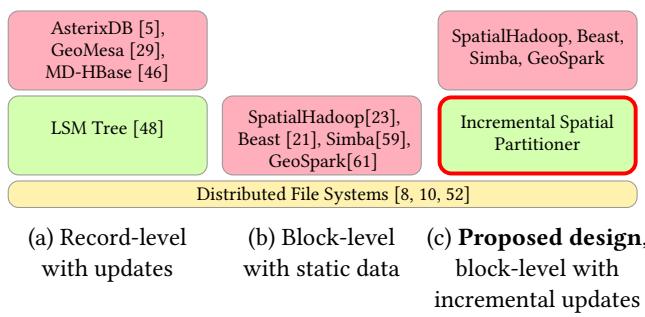 AsterixDB [5],
GeoMesa [29],
MD-HBase [46]
SpatialHadoop, Beast,
Simba, GeoSpark
LSM Tree [48]
SpatialHadoop[23],
Beast [21], Simba[59],
GeoSpark[61]
Incremental Spatial
Partitioner
Distributed File Systems [8, 10, 52]
(a) Record-level
with updates
(b) Block-level
with static data
(c) Proposed design,
block-level with
incremental updates